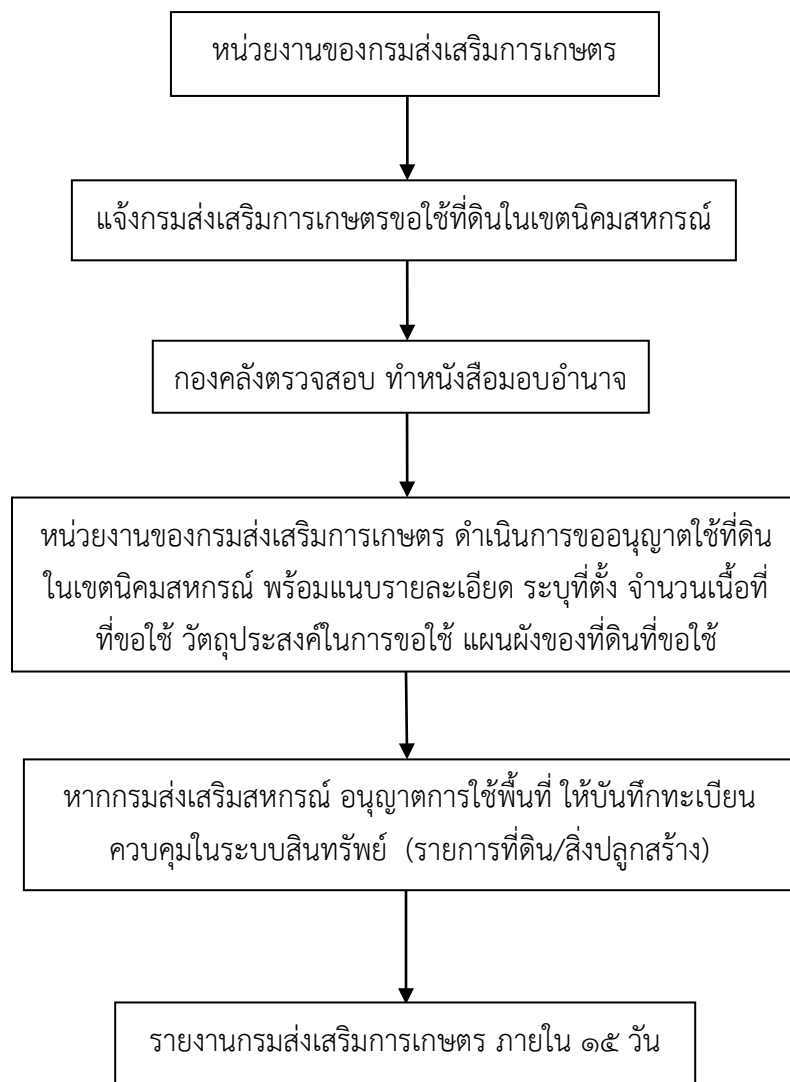 หน่วยงานของกรมส่งเสริมการเกษตร
แจ้งกรมส่งเสริมการเกษตรขอใช้ที่ดินในเขตนิคมสหกรณ์
กองคลังตรวจสอบ ทำหนังสือมอบอำนาจ
หน่วยงานของกรมส่งเสริมการเกษตร ดำเนินการขออนุญาตใช้ที่ดิน
ในเขตนิคมสหกรณ์ พร้อมแนบรายละเอียด ระบุที่ตั้ง จำนวนเนื้อที่
ที่ขอใช้ วัตถุประสงค์ในการขอใช้ แผนผังของที่ดินที่ขอใช้
หากกรมส่งเสริมสหกรณ์ อนุญาตการใช้พื้นที่ ให้บันทึกทะเบียน
ควบคุมในระบบสินทรัพย์ (รายการที่ดิน/สิ่งปลูกสร้าง)
รายงานกรมส่งเสริมการเกษตร ภายใน ๑๕ วัน